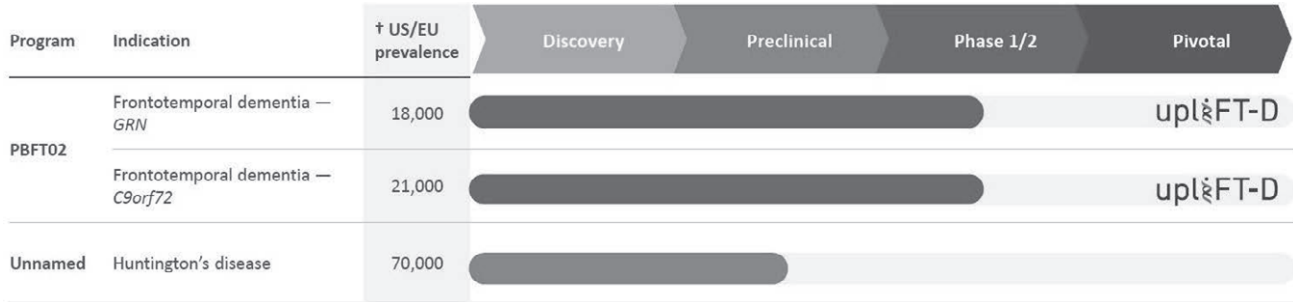 Program Indication † US/EU prevalence Discovery Preclinical Phase 1/2 Pivotal
Frontotemporal dementia —
GRN
18,000
upliFT-D
PBFT02
Frontotemporal dementia —
C9orf72
21,000
upliFT-D
Unnamed Huntington’s disease 70,000